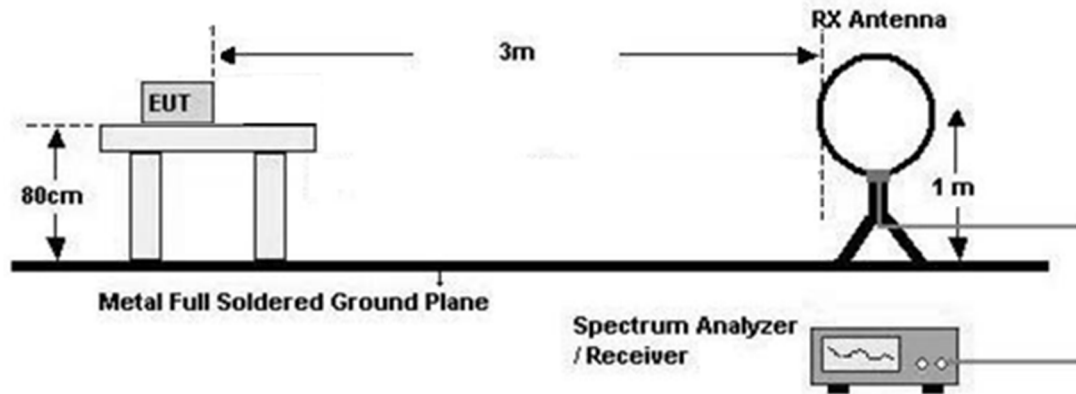 RX Antenna
3m
EUT
80cm
1 m
Metal Full Soldered Ground Plane
Spectrum Analyzer
/ Receiver